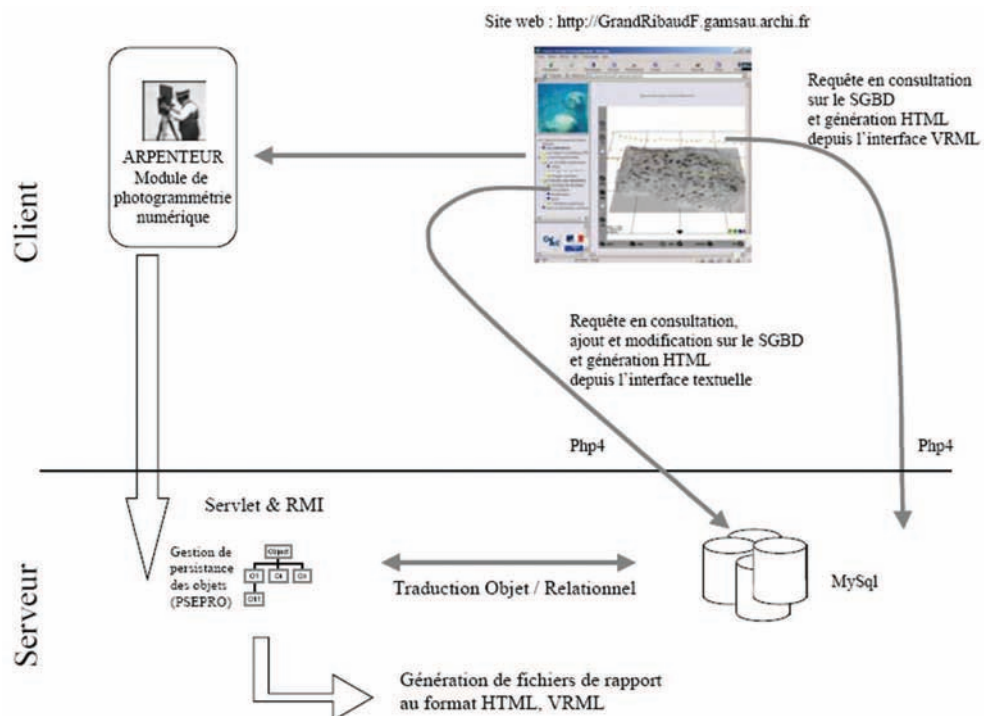 Site web : http://GrandRibaudF.gamsau.archi.fr
ARPENTEUR
Module de
photogrammétrie
numérique
Requête en consultation
sur le SGBD
et génération HTML
depuis l’interface VRML
Client
Requête en consultation,
ajout et modification sur le SGBD
et génération HTML
depuis l’interface textuelle
Php4
Php4
Serveur
Servlet & RMI
Gestion de
persistance
des objets
(PSEPRO)
Object
Traduction Objet / Relationnel
MySql
Génération de fichiers de rapport
au format HTML, VRML